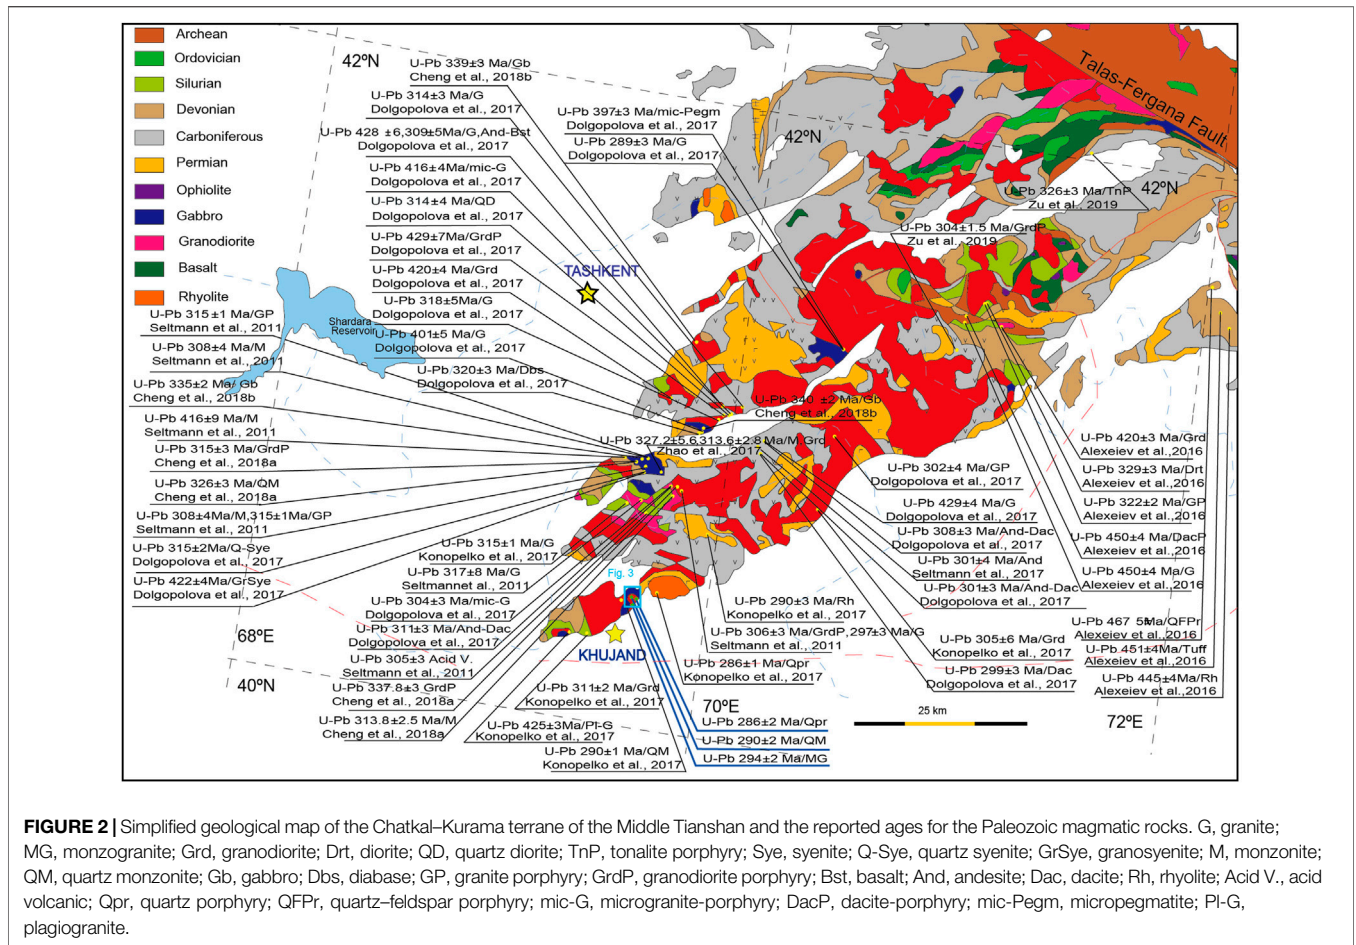 Archean
Ordovician
Silurian
Devonian
Carboniferous
Permian
Ophiolite
Gabbro
Granodiorite
Basalt
Rhyolite
42ºN
U-Pb 339±3 Ma/Gb
Cheng et al., 2018b
U-Pb 314±3 Ma/G
Dolgopolova et al., 2017
U-Pb 428 ±6,309±5Ma/G,And-Bst
Dolgopolova et al., 2017
U-Pb 416±4Ma/mic-G
Dolgopolova et al., 2017
U-Pb 314±4 Ma/QD
Dolgopolova et al., 2017
U-Pb 429±7Ma/GrdP
Dolgopolova et al., 2017
U-Pb 420±4 Ma/Grd
Dolgopolova et al., 2017
U-Pb 318±5Ma/G
Dolgopolova et al., 2017
U-Pb 401±5 Ma/G
Dolgopolova et al., 2017
U-Pb 320±3 Ma/Dbs
Dolgopolova et al., 2017
U-Pb 397±3 Ma/mic-Pegm
Dolgopolova et al., 2017
U-Pb 289±3 Ma/G
Dolgopolova et al., 2017
42ºN
Talas-Fergana Fault
42ºN
U-Pb 326±3 Ma/TnP
Zu et al., 2019
U-Pb 304±1.5 Ma/GrdP
Zu et al., 2019
TASHKENT
Shardara
Reservoir
U-Pb 315±1 Ma/GP
Seltmann et al., 2011
U-Pb 308±4 Ma/M
Seltmann et al., 2011
U-Pb 335±2 Ma/ Gb
Cheng et al., 2018b
U-Pb 416±9 Ma/M
Seltmann et al., 2011
U-Pb 315±3 Ma/GrdP
Cheng et al., 2018a
U-Pb 326±3 Ma/QM
Cheng et al., 2018a
U-Pb 308±4Ma/M,315±1Ma/GP
Seltmann et al., 2011
U-Pb 315±2Ma/Q-Sye
Dolgopolova et al., 2017
U-Pb 422±4Ma/GrSye
Dolgopolova et al., 2017
U-Pb 340 ±2 Ma/Gb
Cheng et al., 2018b
U-Pb 327.2±5.6,313.6±2.8 Ma/M,Grd
Zhao et al., 2017
U-Pb 315±1 Ma/G
Konopelko et al., 2017
U-Pb 317±8 Ma/G
Seltmann et al., 2011
U-Pb 304±3 Ma/mic-G
Dolgopolova et al., 2017
U-Pb 311±3 Ma/And-Dac
Dolgopolova et al., 2017
U-Pb 305±3 Acid V.
Seltmann et al., 2011
U-Pb 337.8±3 GrdP
Cheng et al., 2018a
U-Pb 313.8±2.5 Ma/M
Cheng et al., 2018a
68ºE
40ºN
Fig. 3
KHUJAND
U-Pb 311±2 Ma/Grd
Konopelko et al., 2017
U-Pb 425±3Ma/Pl-G
Konopelko et al., 2017
U-Pb 290±1 Ma/QM
Konopelko et al., 2017
U-Pb 290±3 Ma/Rh
Konopelko et al., 2017
U-Pb 306±3 Ma/GrdP,297±3 Ma/G
Seltmann et al., 2011
U-Pb 286±1 Ma/Qpr
Konopelko et al., 2017
70ºE
U-Pb 286±2 Ma/Qpr
U-Pb 290±2 Ma/QM
U-Pb 294±2 Ma/MG
U-Pb 302±4 Ma/GP
Dolgopolova et al., 2017
U-Pb 429±4 Ma/G
Dolgopolova et al., 2017
U-Pb 308±3 Ma/And-Dac
Dolgopolova et al., 2017
U-Pb 301±4 Ma/And
Seltmann et al., 2011
U-Pb 301±3 Ma/And-Dac
Dolgopolova et al., 2017
U-Pb 305±6 Ma/Grd
Konopelko et al., 2017
U-Pb 299±3 Ma/Dac
Dolgopolova et al., 2017
25 km
U-Pb 420±3 Ma/Grd
Alexeiev et al., 2016
U-Pb 329±3 Ma/Drt
Alexeiev et al., 2016
U-Pb 322±2 Ma/GP
Alexeiev et al., 2016
U-Pb 450±4 Ma/DacP
Alexeiev et al., 2016
U-Pb 450±4 Ma/G
Alexeiev et al., 2016
U-Pb 467 5±Ma/QFPr
Alexeiev et al., 2016
U-Pb 451±4Ma/Tuff
Alexeiev et al., 2016
U-Pb 445±4Ma/Rh
Alexeiev et al., 2016
72ºE
FIGURE 2 | Simplified geological map of the Chatkal–Kurama terrane of the Middle Tianshan and the reported ages for the Paleozoic magmatic rocks. G, granite;
MG, monzogranite; Grd, granodiorite; Drt, diorite; QD, quartz diorite; TnP, tonalite porphyry; Sye, syenite; Q-Sye, quartz syenite; GrSye, granosyenite; M, monzonite;
QM, quartz monzonite; Gb, gabbro; Dbs, diabase; GP, granite porphyry; GrdP, granodiorite porphyry; Bst, basalt; And, andesite; Dac, dacite; Rh, rhyolite; Acid V., acid
volcanic; Qpr, quartz porphyry; QFPr, quartz–feldspar porphyry; mic-G, microgranite-porphyry; DacP, dacite-porphyry; mic-Pegm, micropegmatite; Pl-G,
plagiogranite.